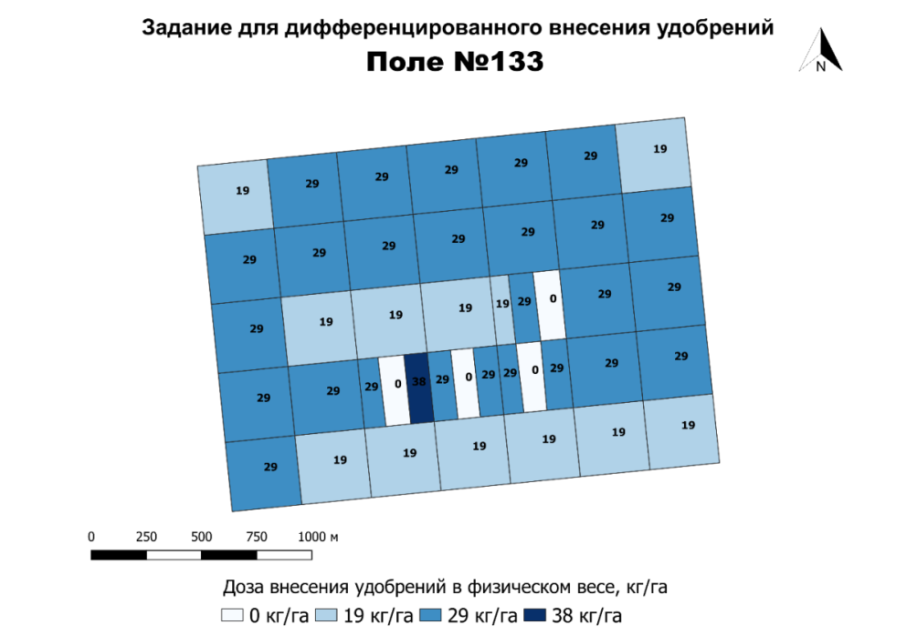 Задание для дифференцированного внесения удобрений
Поле №133
N
19 29 29 29 29 29 19
29 29 29 29 29 29 29
29 19 19 19 19 29 0 29 29
29 29 29 0 38 29 0 29 29 0 29 29 29
29 19 19 19 19 19 19
0 250 500 750 1000 м
Доза внесения удобрений в физическом весе, кг/га
0 кг/га 19 кг/га 29 кг/га 38 кг/га